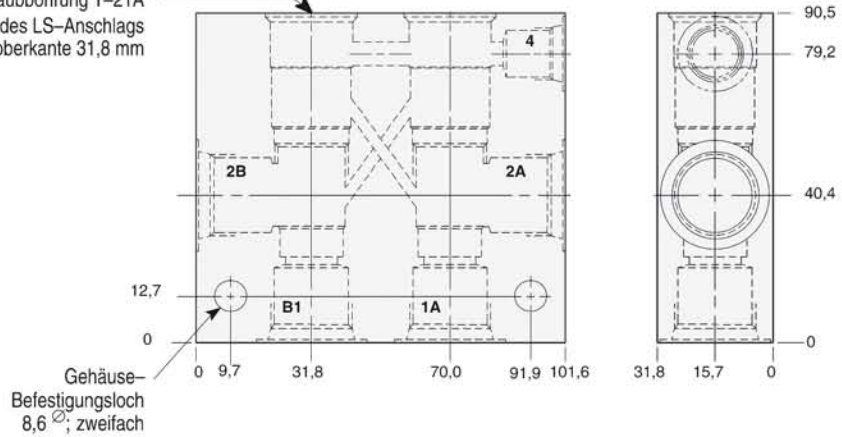 aubbohrung T–21A
des LS–Anschlags
oberkante 31,8 mm
4
2B
2A
B1
1A
12,7
0
0 9,7 31,8 70,0 91,9 101,6
Gehäuse–
Befestigungsloch
8,6 ∅; zweifach
90,5
79,2
40,4
0
31,8 15,7 0